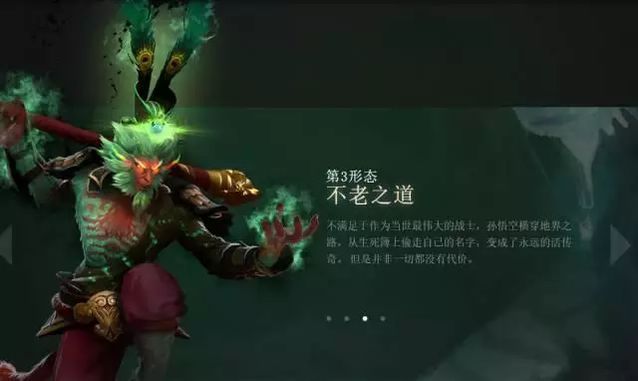 第3形态
不老之道
不满足于作为当世最伟大的战士，孙悟空横穿地界之
路，从生死簿上偷走自己的名字，变成了永远的活传
奇。但是并非一切都没有代价。